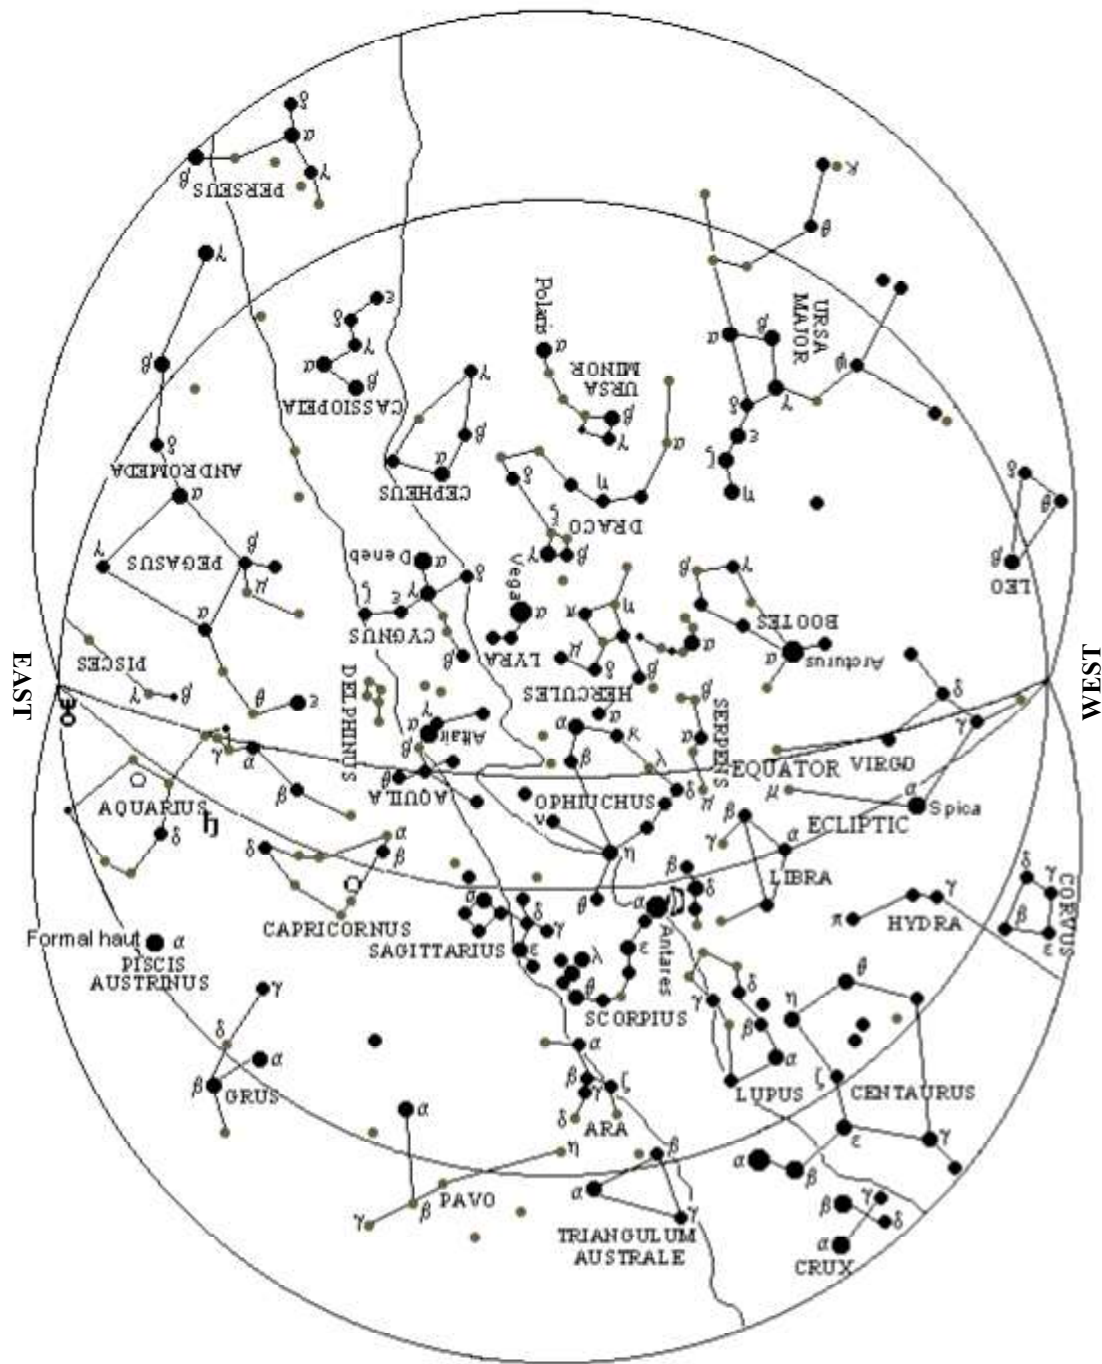 PERSEUS
Polaris
URSA
MAJOR
URSA
MINOR
CASSIOPEIA
ANDROMEDA
CEPHEUS
DRACO
Deneb
Vega
PEGASUS
LEO
CYGNUS
LYRA
BOOTES
Arcturus
EAST
PISCES
WEST
HERCULES
DELPHINUS
Altair
SERPENS
EQUATOR
VIRGO
AQUILA
OPHIUCHUS
AQUARIUS
Spica
ECLIPTIC
LIBRA
CAPRICORNUS
SAGITTARIUS
HYDRA
CORVUS
Antares
Formal haut
PISCIS
AUSTRINUS
SCORPIUS
GRUS
LUPUS
CENTAURUS
ARA
PAVO
TRIANGULUM
AUSTRALE
CRUX